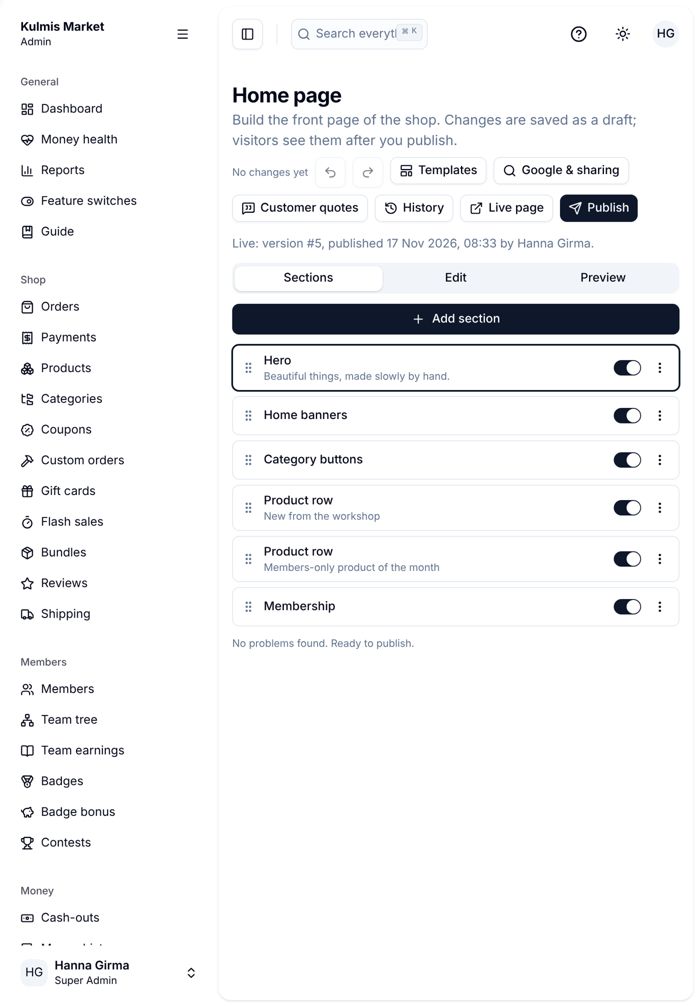 Kulmis Market
Admin
General
Dashboard
Money health
Reports
Feature switches
Guide
Shop
Orders
Payments
Products
Categories
Coupons
Custom orders
Gift cards
Flash sales
Bundles
Reviews
Shipping
Members
Members
Team tree
Team earnings
Badges
Badge bonus
Contests
Money
Cash-outs
HG
Hanna Girma
Super Admin
Search everyt
⌘ K
HG
Home page
Build the front page of the shop. Changes are saved as a draft;
visitors see them after you publish.
No changes yet
Templates
Google & sharing
Customer quotes
History
Live page
Publish
Live: version #5, published 17 Nov 2026, 08:33 by Hanna Girma.
Sections
Edit
Preview
Add section
Hero
Beautiful things, made slowly by hand.
Home banners
Category buttons
Product row
New from the workshop
Product row
Members-only product of the month
Membership
No problems found. Ready to publish.